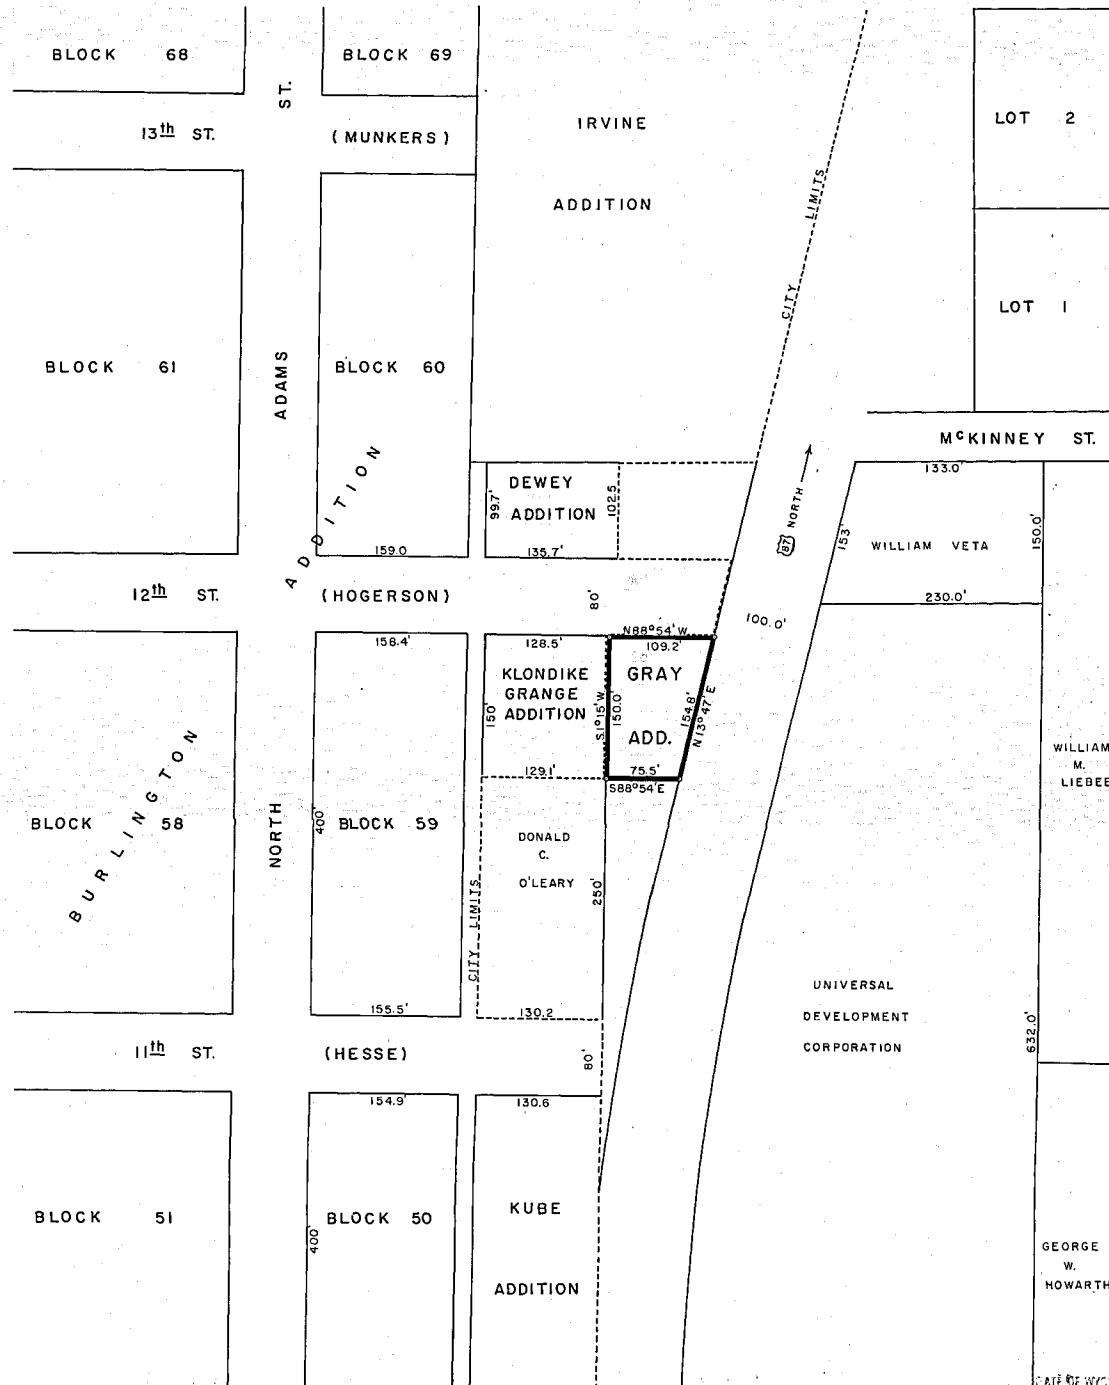 BLOCK 68
BLOCK 69
ST.
13th ST.
(MUNKERS)
IRVINE
ADDITION
LOT 2
CITY LIMITS
LOT 1
BLOCK 61
ADAMS
BLOCK 60
McKINNEY ST.
133.0'
DEWEY
ADDITION
99.7'
102.5
135.7'
159.0
87 NORTH
153'
WILLIAM VETA
150.0'
230.0'
12th ST.
(HOGERSON)
80'
100.0'
158.4'
128.5'
N88°54'W
109.2'
KLONDIKE
GRANGE
ADDITION
150'
129.1'
S.1°15'W
150.0'
GRAY
ADD.
154.8'
N13°47'E
75.5'
S88°54'E
BURLINGTON ADDITION
WILLIAM
M.
LIEBEE
BLOCK 58
NORTH
400'
BLOCK 59
DONALD
C.
O'LEARY
250'
CITY LIMITS
155.5'
130.2
UNIVERSAL
DEVELOPMENT
CORPORATION
632.0'
11th ST.
(HESSE)
80'
154.9'
130.6
BLOCK 51
400'
BLOCK 50
KUBE
ADDITION
GEORGE
W.
HOWARTH